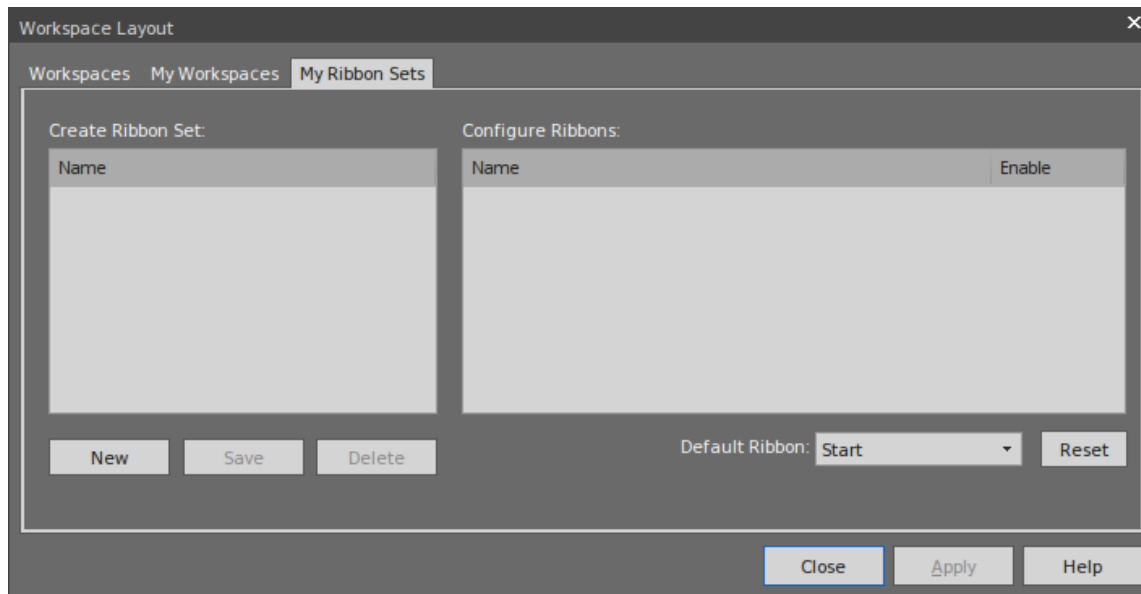 Workspace Layout
Workspaces My Workspaces My Ribbon Sets
Create Ribbon Set: Configure Ribbons:
Name Name Enable
Default Ribbon: Start Reset
New Save Delete
Close Apply Help